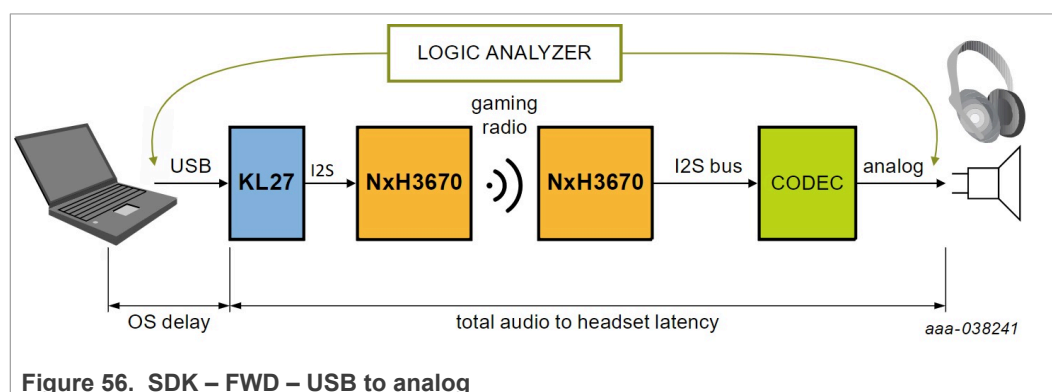 LOGIC ANALYZER
gaming
radio
USB
KL27
I2S
NxH3670
NxH3670
I2S bus
CODEC
analog
OS delay
total audio to headset latency
aaa-038241
Figure 56. SDK – FWD – USB to analog